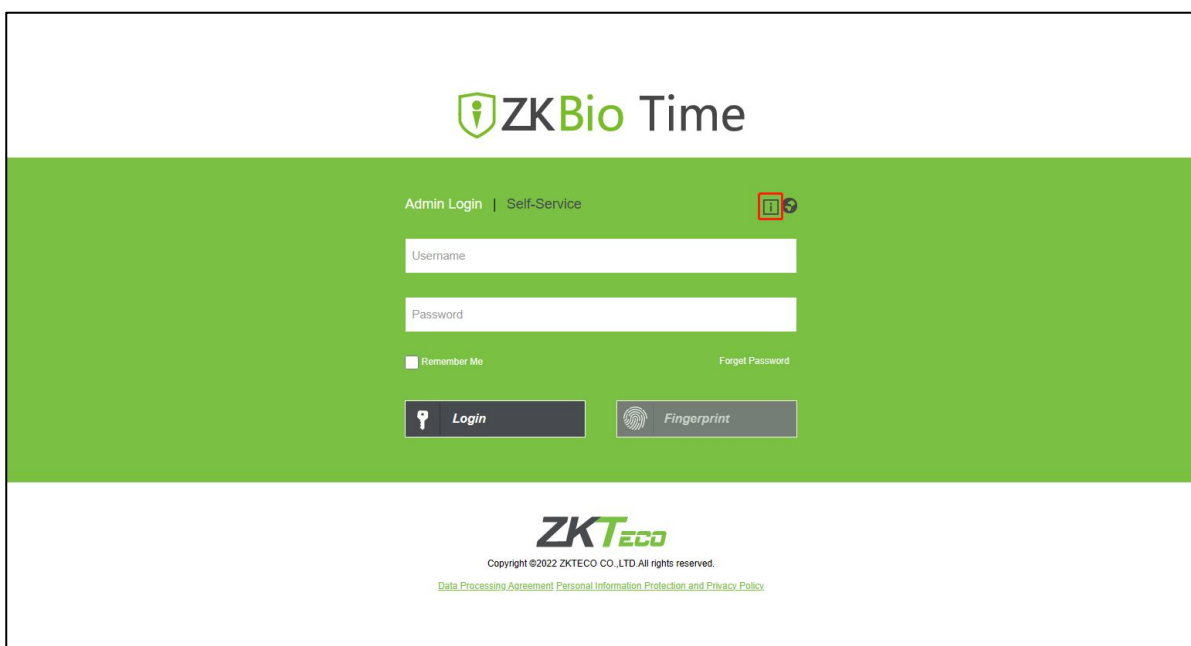 ZKBio Time
Admin Login | Self-Service
Username
Password
Remember Me
Forget Password
Login
Fingerprint
ZKTECO
Copyright ©2022 ZKTECO CO.,LTD.All rights reserved.
Data Processing Agreement Personal Information Protection and Privacy Policy